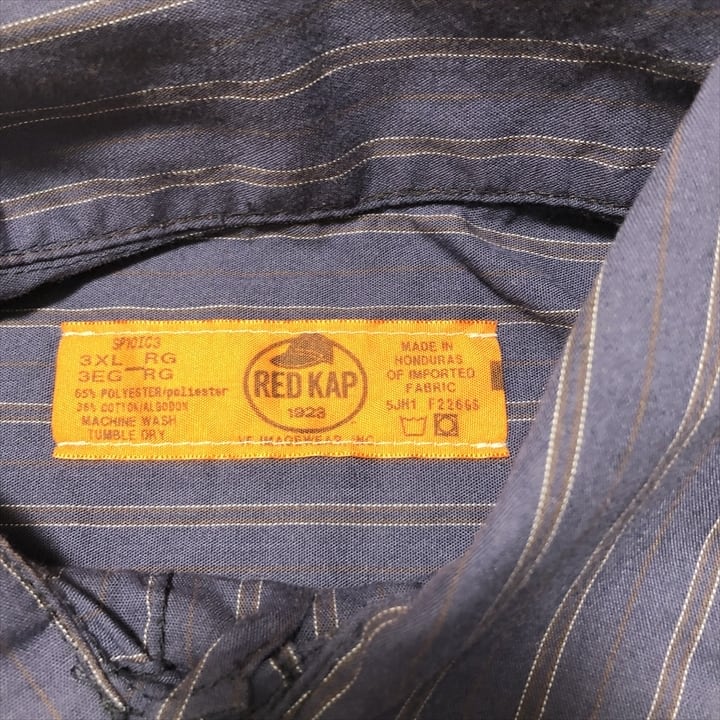 SP10IC3
3XL RG
3EG RG
65% POLYESTER/poliester
35% COTTON/ALGODON
MACHINE WASH
TUMBLE DRY
RED KAP
1923
VF IMAGEWEAR, INC.
MADE IN
HONDURAS
OF IMPORTED
FABRIC
5JH1 F22668